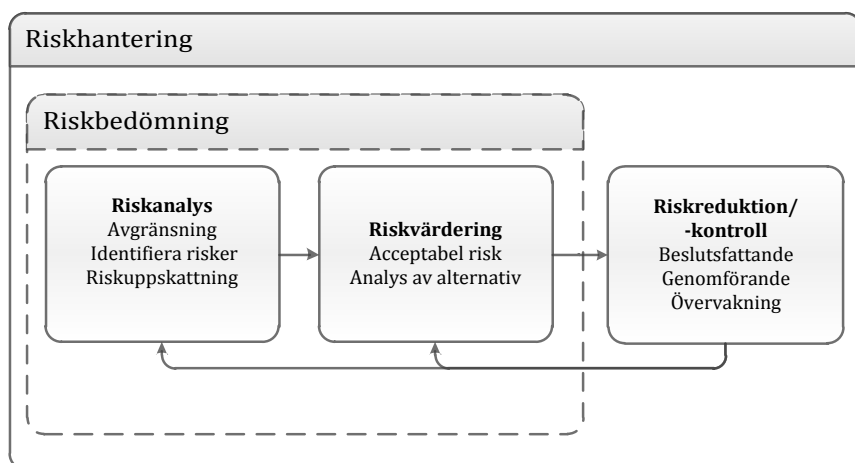 Riskhantering
Riskbedömning
Riskanalys
Avgränsning
Identifiera risker
Riskuppskattning
Riskvärdering
Acceptabel risk
Analys av alternativ
Riskreduktion/
-kontroll
Beslutsfattande
Genomförande
Övervakning